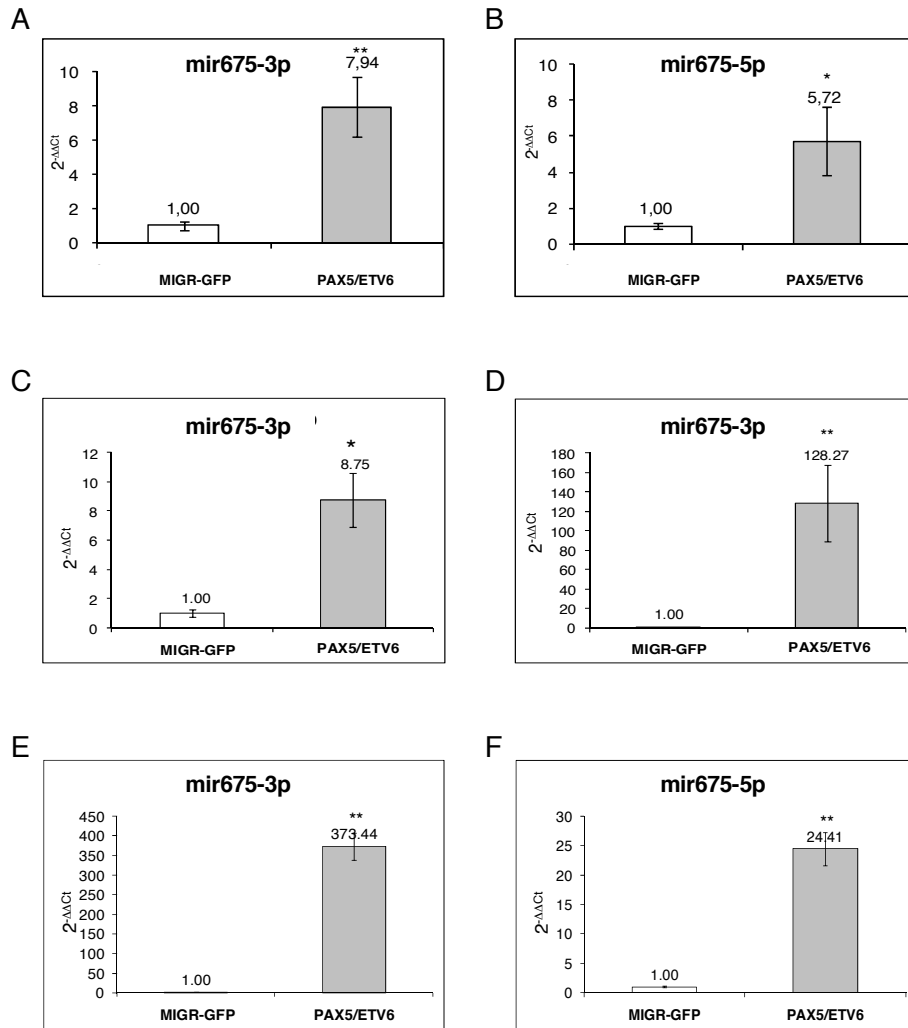 A
mir675-3p
**
7,94
10
8
6
4
2
0
2-ΔΔCt
1,00
MIGR-GFP PAX5/ETV6
B
mir675-5p
*
5,72
10
8
6
4
2
0
2-ΔΔCt
1,00
MIGR-GFP PAX5/ETV6
C
mir675-3p
*
8.75
12
10
8
6
4
2
0
2-ΔΔCt
1.00
MIGR-GFP PAX5/ETV6
D
mir675-3p
**
128.27
180
160
140
120
100
80
60
40
20
0
2-ΔΔCt
1.00
MIGR-GFP PAX5/ETV6
E
mir675-3p
**
373.44
450
400
350
300
250
200
150
100
50
0
2-ΔΔCt
1.00
MIGR-GFP PAX5/ETV6
F
mir675-5p
**
24.41
30
25
20
15
10
5
0
2-ΔΔCt
1.00
MIGR-GFP PAX5/ETV6